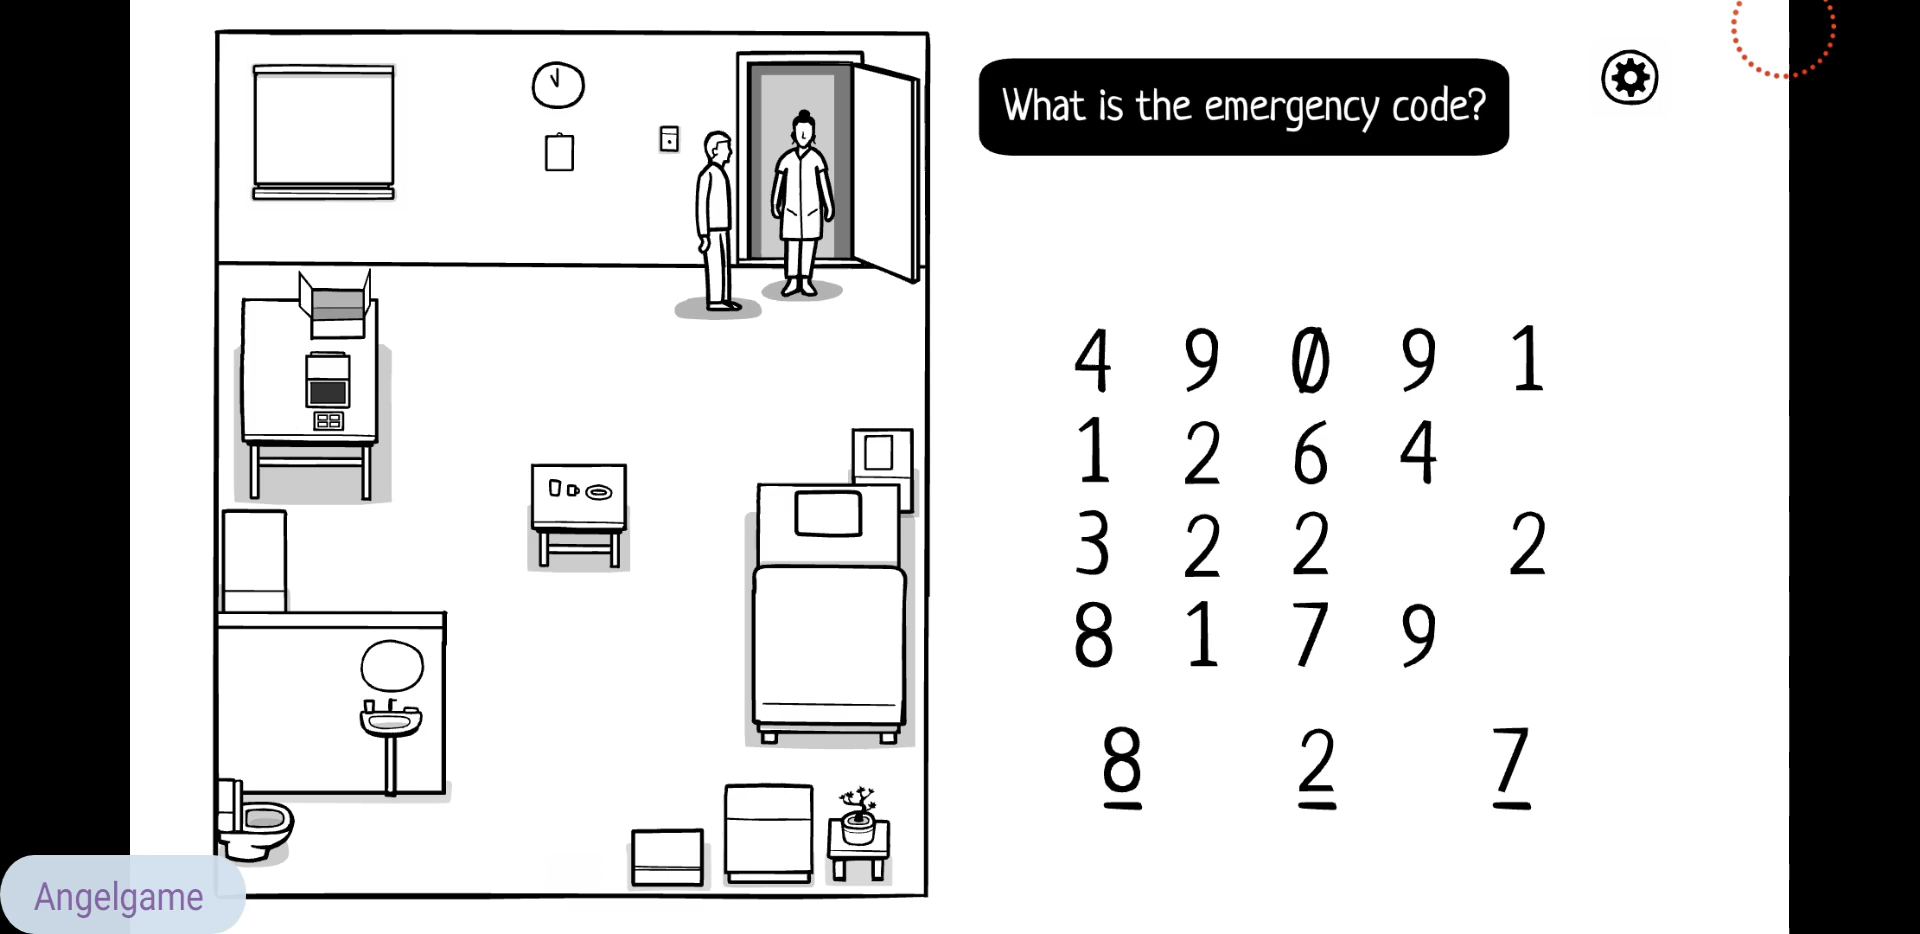 What is the emergency code?
4 9 0 9 1
1 2 6 4
3 2 2 2
8 1 7 9
8 2 7
Angelgame